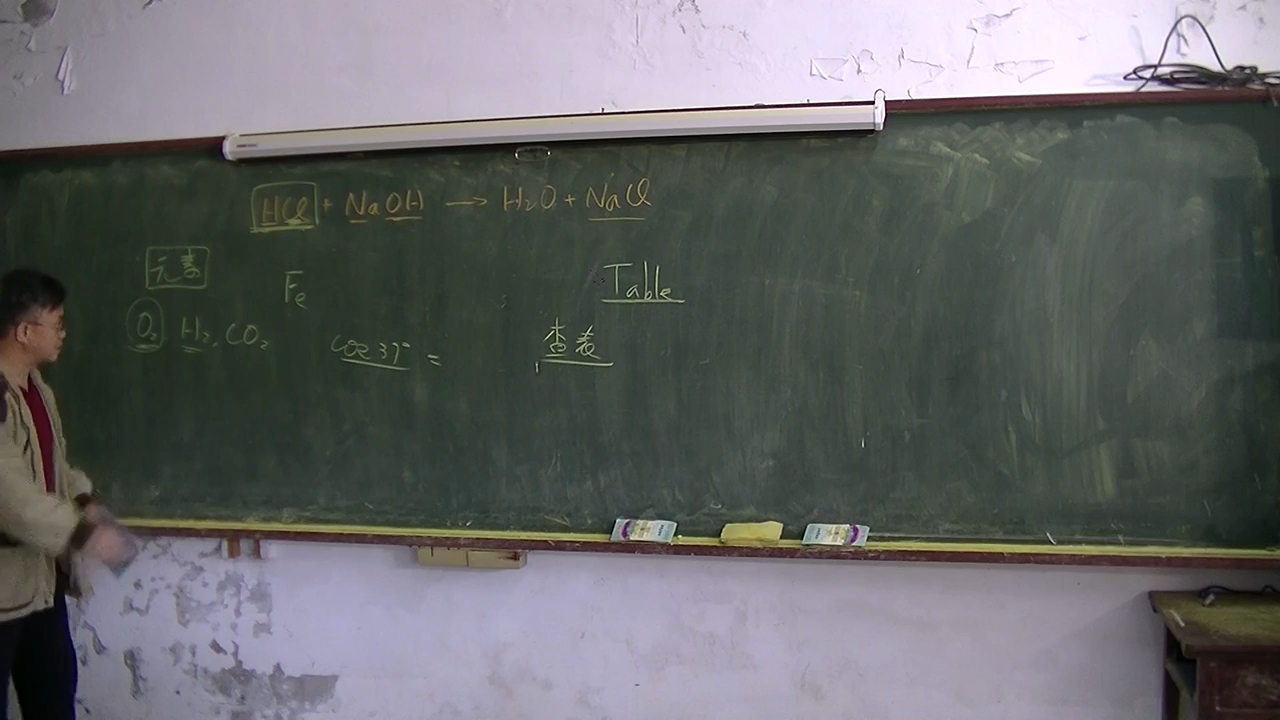 HCl + NaOH → H₂O + NaCl
元素 Fe Table
O₂, H₂, CO₂ cos 37° = 查表